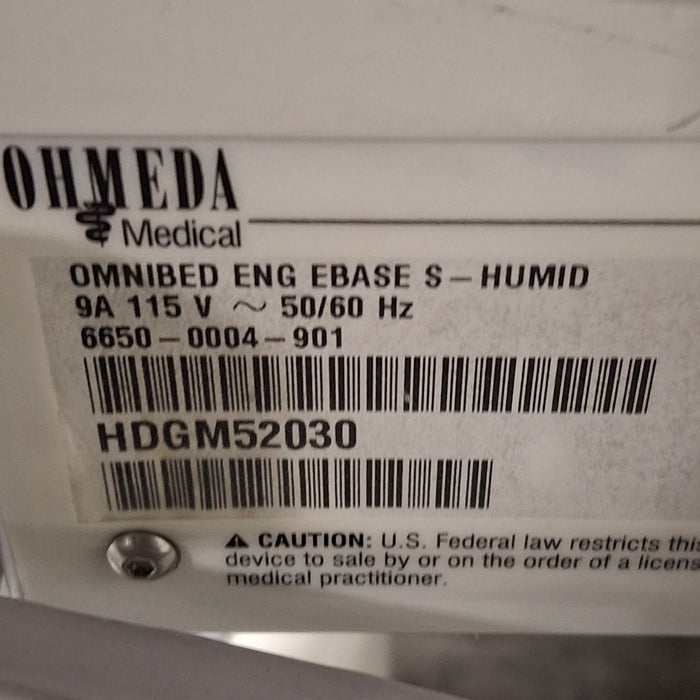 OHMEDA
Medical
OMNIBED ENG EBASE S-HUMID
9A 115 V ~ 50/60 Hz
6650-0004-901
HDGM52030
⚠ CAUTION: U.S. Federal law restricts this
device to sale by or on the order of a licens
medical practitioner.